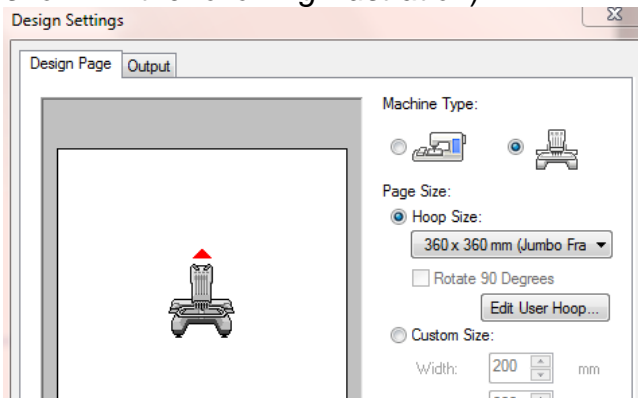 Design Settings
Design Page Output
Machine Type:
Page Size:
Hoop Size:
360 x 360 mm (Jumbo Fra
Rotate 90 Degrees
Edit User Hoop...
Custom Size:
Width: 200 mm